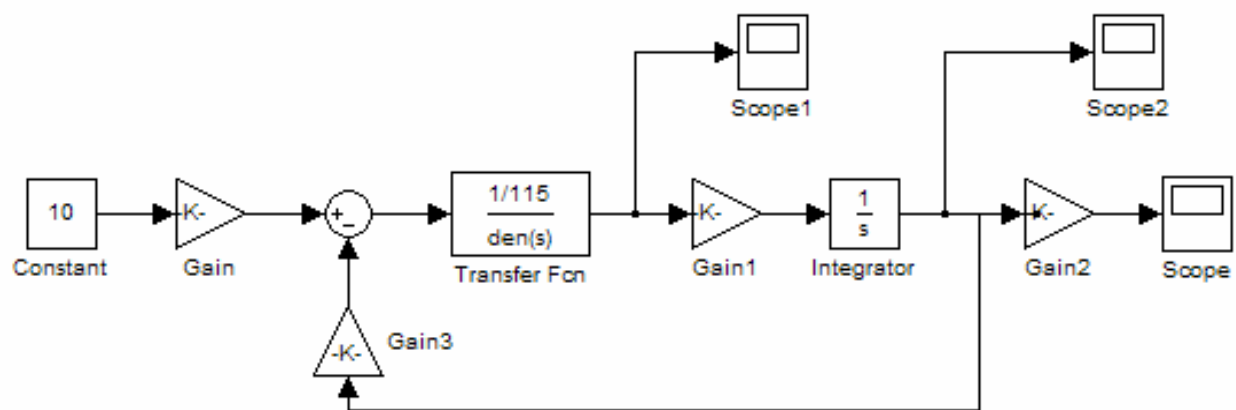 Scope1
Scope2
10
Constant
K-
Gain
+
-
1/115
den(s)
Transfer Fcn
K-
Gain1
1
s
Integrator
K-
Gain2
Scope
-K-
Gain3